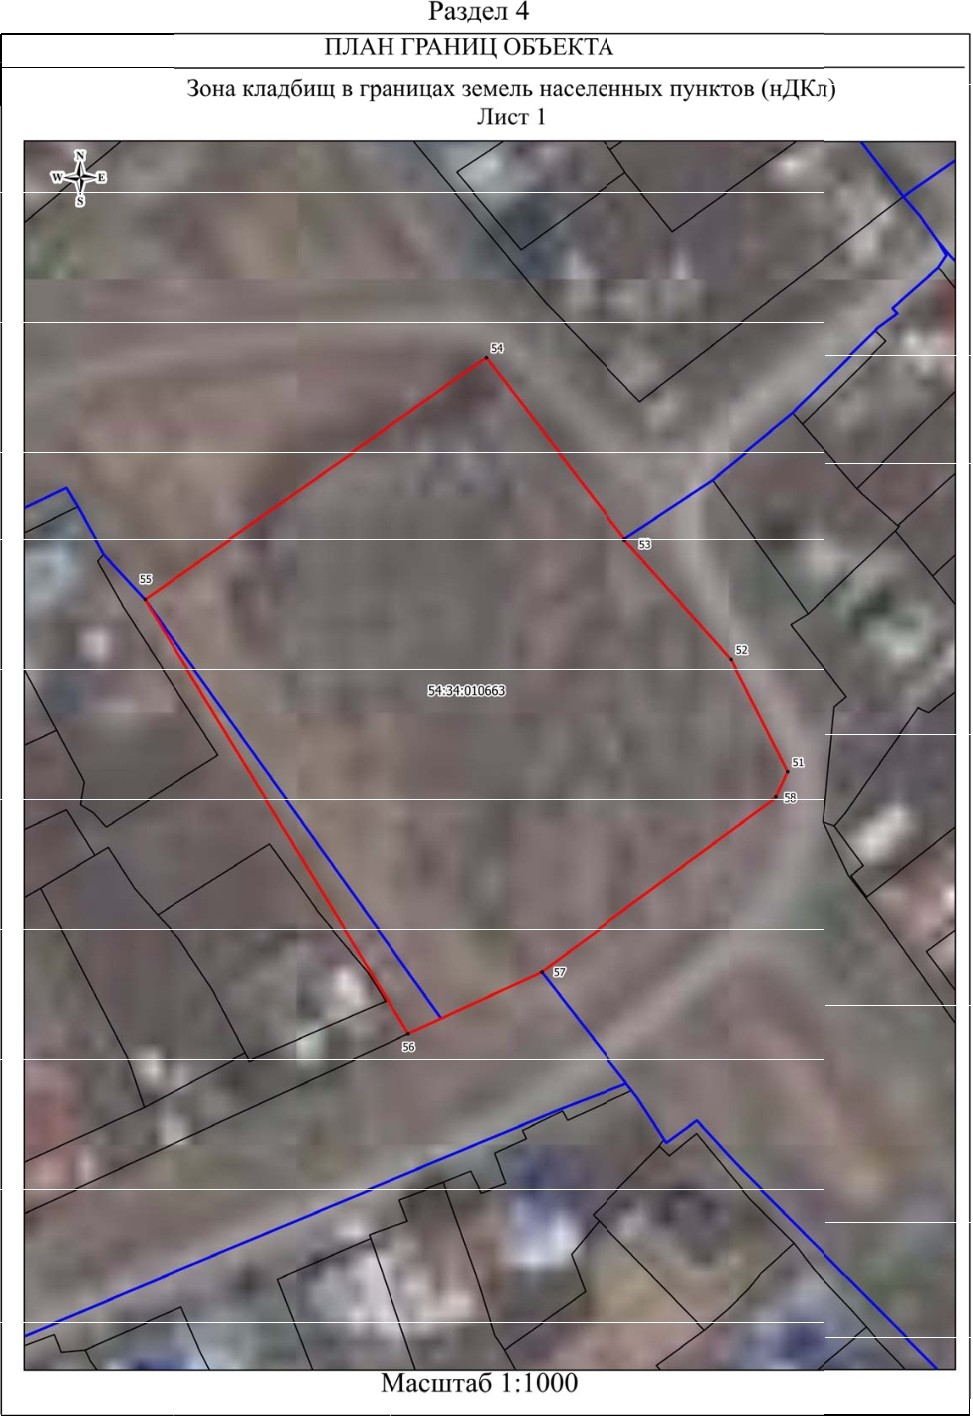 Раздел 4
ПЛАН ГРАНИЦ ОБЪЕКТА
Зона кладбищ в границах земель населенных пунктов (нДКл)
Лист 1
N
W E
S
54
53
55
52
54:34:010663
51
58
57
56
Масштаб 1:1000